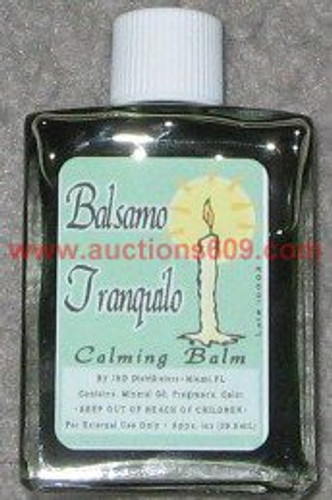 Balsamo
www.auctions609.com
Tranquilo
Calming Balm
By J&D Distributors - Miami, FL
Contains: Mineral Oil, Fragrance, Color.
- KEEP OUT OF REACH OF CHILDREN -
For External Use Only